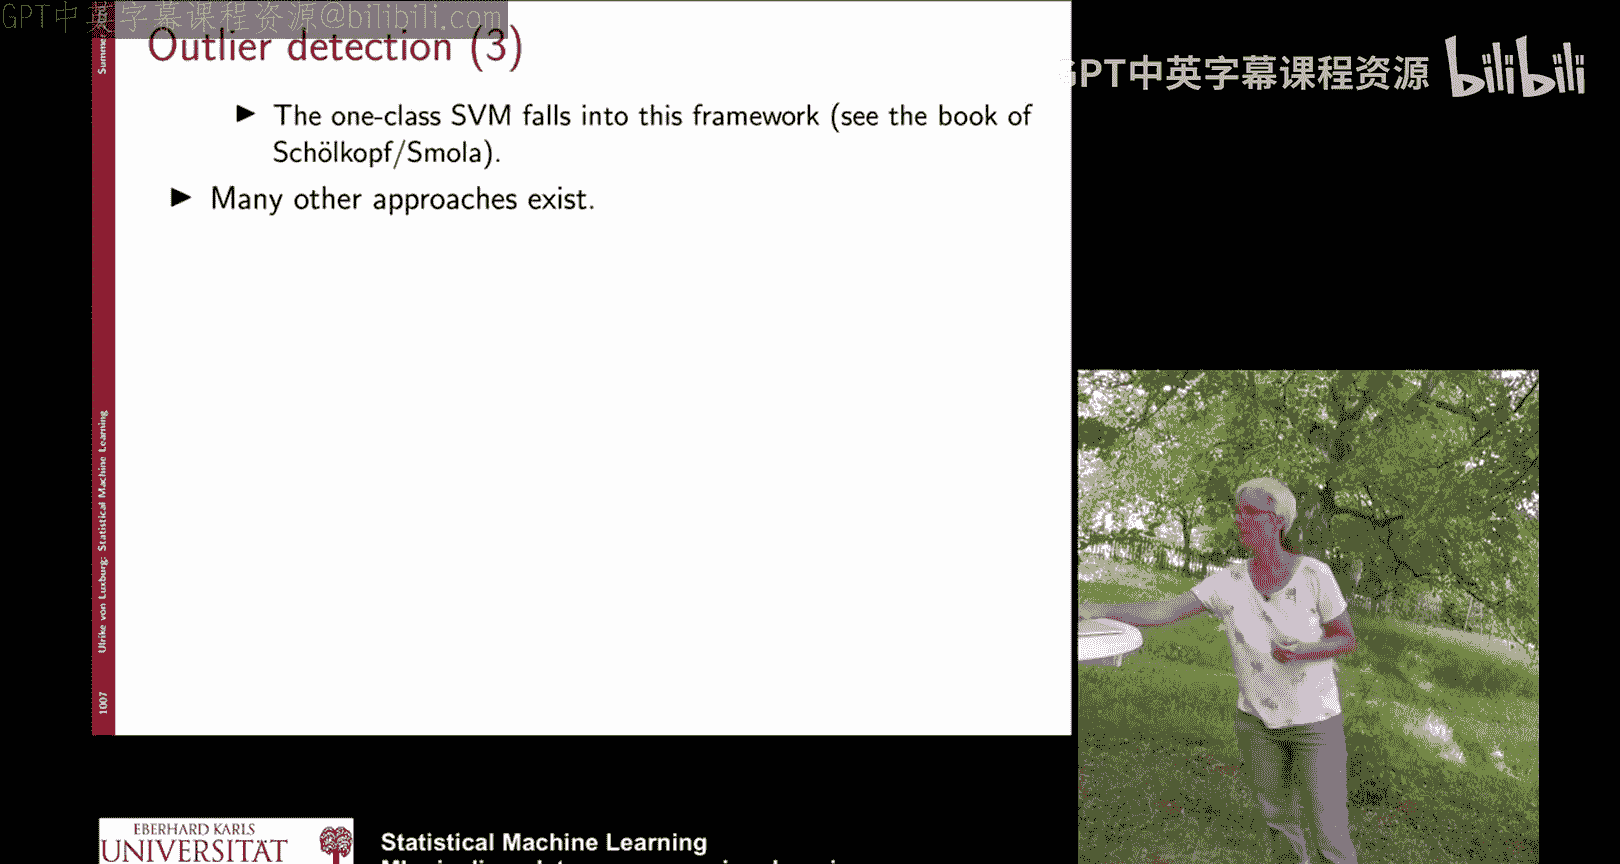 GPT中英字幕课程资源@bilibili.com
Outlier detection (3)
► The one-class SVM falls into this framework (see the book of
Schölkopf/Smola).
► Many other approaches exist.
Summer
Ulrike von Luxburg: Statistical Machine Learning
1007
GPT中英字幕课程资源 bilibili
EBERHARD KARLS
UNIVERSITÄT
Statistical Machine Learning